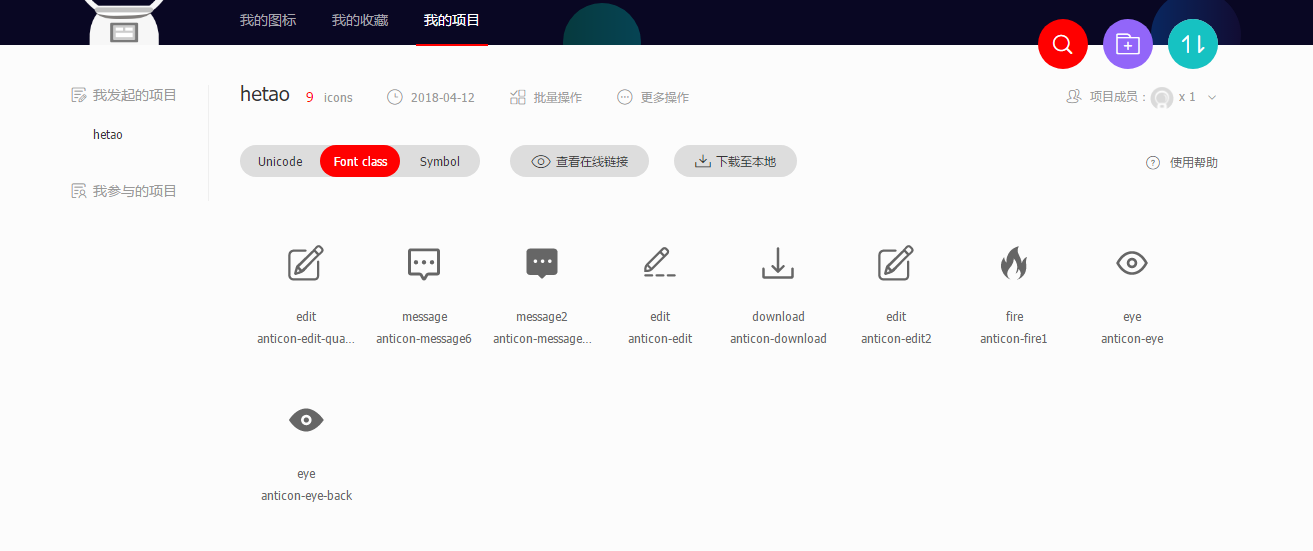 我的图标 我的收藏 我的项目
我发起的项目
hetao
我参与的项目
hetao 9 icons 2018-04-12 批量操作 更多操作 项目成员： x 1
Unicode Font class Symbol 查看在线链接 下载至本地 使用帮助
edit message message2 edit download edit fire eye
anticon-edit-qua... anticon-message6 anticon-message... anticon-edit anticon-download anticon-edit2 anticon-fire1 anticon-eye
eye
anticon-eye-back